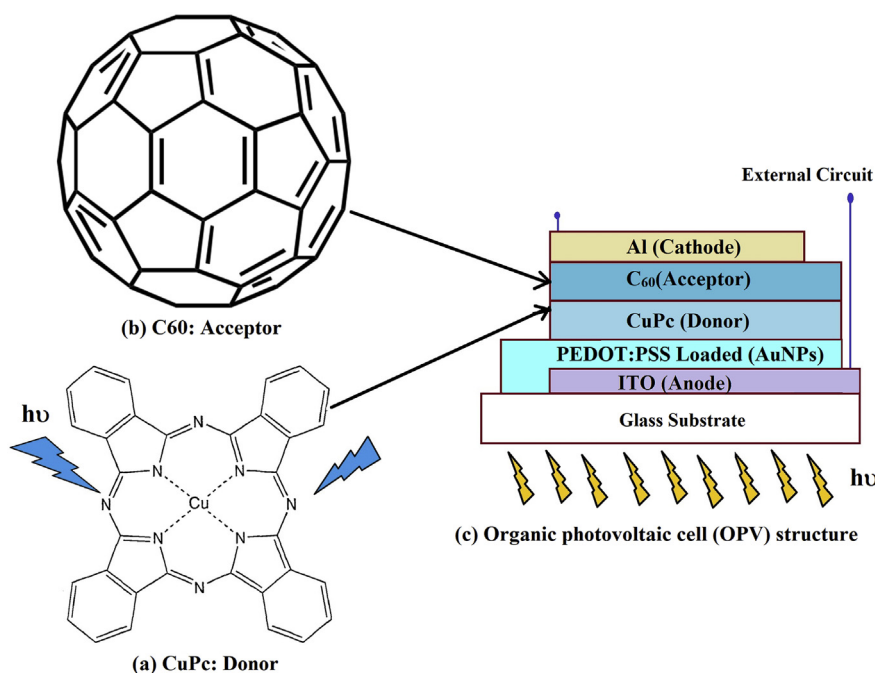 External Circuit
Al (Cathode)
C₆₀(Acceptor)
(b) C60: Acceptor
CuPc (Donor)
PEDOT:PSS Loaded (AuNPs)
ITO (Anode)
Glass Substrate
hυ
hυ
(c) Organic photovoltaic cell (OPV) structure
N
N
N
N
Cu
N
N
N
N
(a) CuPc: Donor